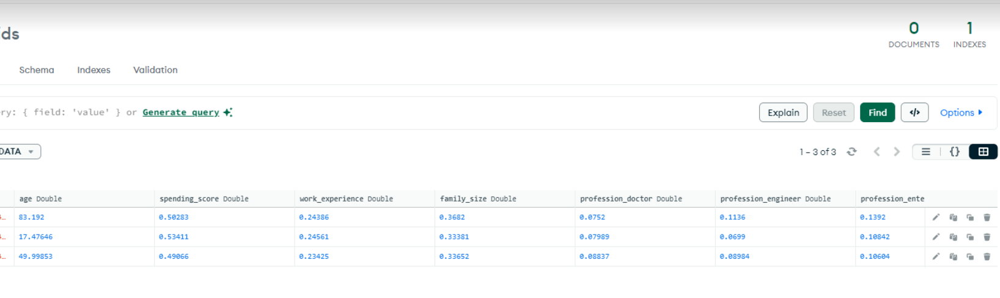 ids
0 1
DOCUMENTS INDEXES
Schema Indexes Validation
ry: { field: 'value' } or Generate query Explain Reset Find </> Options
DATA 1 – 3 of 3 {}
age Double spending_score Double work_experience Double family_size Double profession_doctor Double profession_engineer Double profession_ente
4… 83.192 0.50283 0.24386 0.3682 0.0752 0.1136 0.1392
4… 17.47646 0.53411 0.24561 0.33381 0.07989 0.0699 0.10842
4… 49.99853 0.49066 0.23425 0.33652 0.08837 0.08984 0.10604